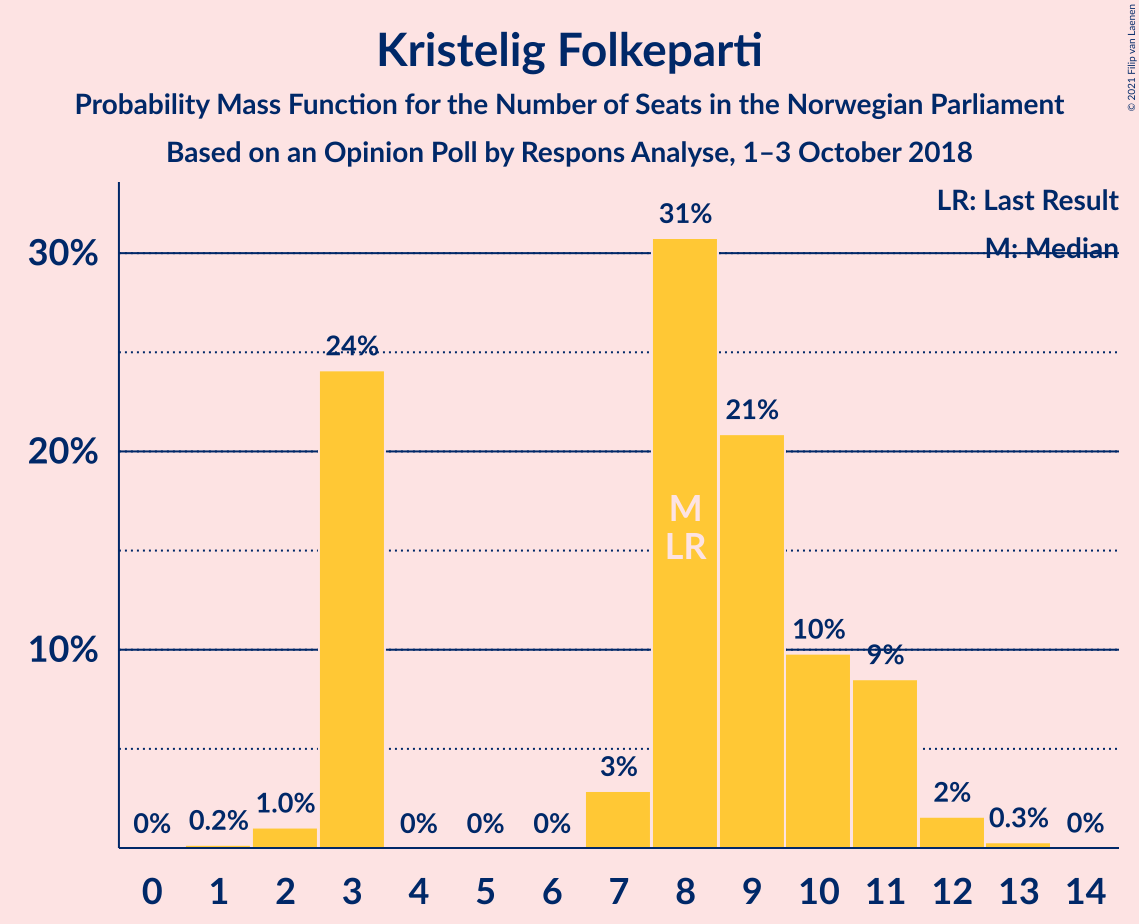 Kristelig Folkeparti
Probability Mass Function for the Number of Seats in the Norwegian Parliament
Based on an Opinion Poll by Respons Analyse, 1–3 October 2018
© 2021 Filip van Laenen
LR: Last Result
M: Median
30%
20%
10%
0%
0.2%
1.0%
24%
0%
0%
0%
3%
31%
21%
10%
9%
2%
0.3%
0%
M
LR
0 1 2 3 4 5 6 7 8 9 10 11 12 13 14